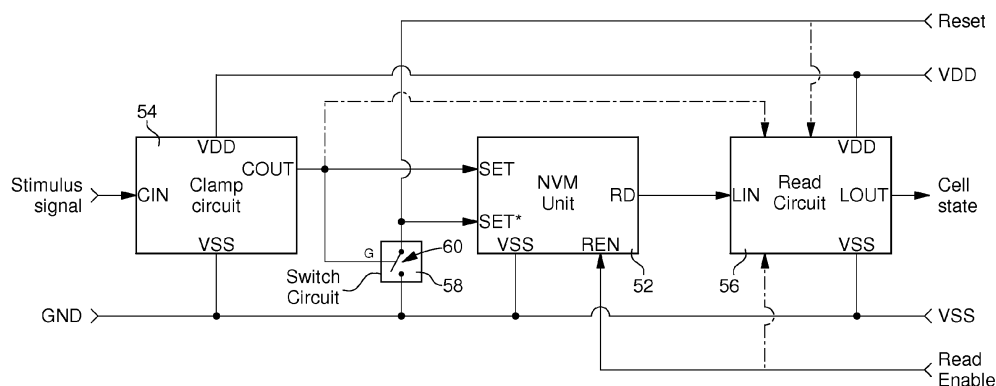 Reset
VDD
54
VDD
COUT
Stimulus
signal
CIN
Clamp
circuit
VSS
SET
NVM
Unit
RD
SET*
VSS
REN
52
VDD
LIN
Read
Circuit
LOUT
VSS
56
Cell
state
G
60
58
Switch
Circuit
GND
VSS
Read
Enable